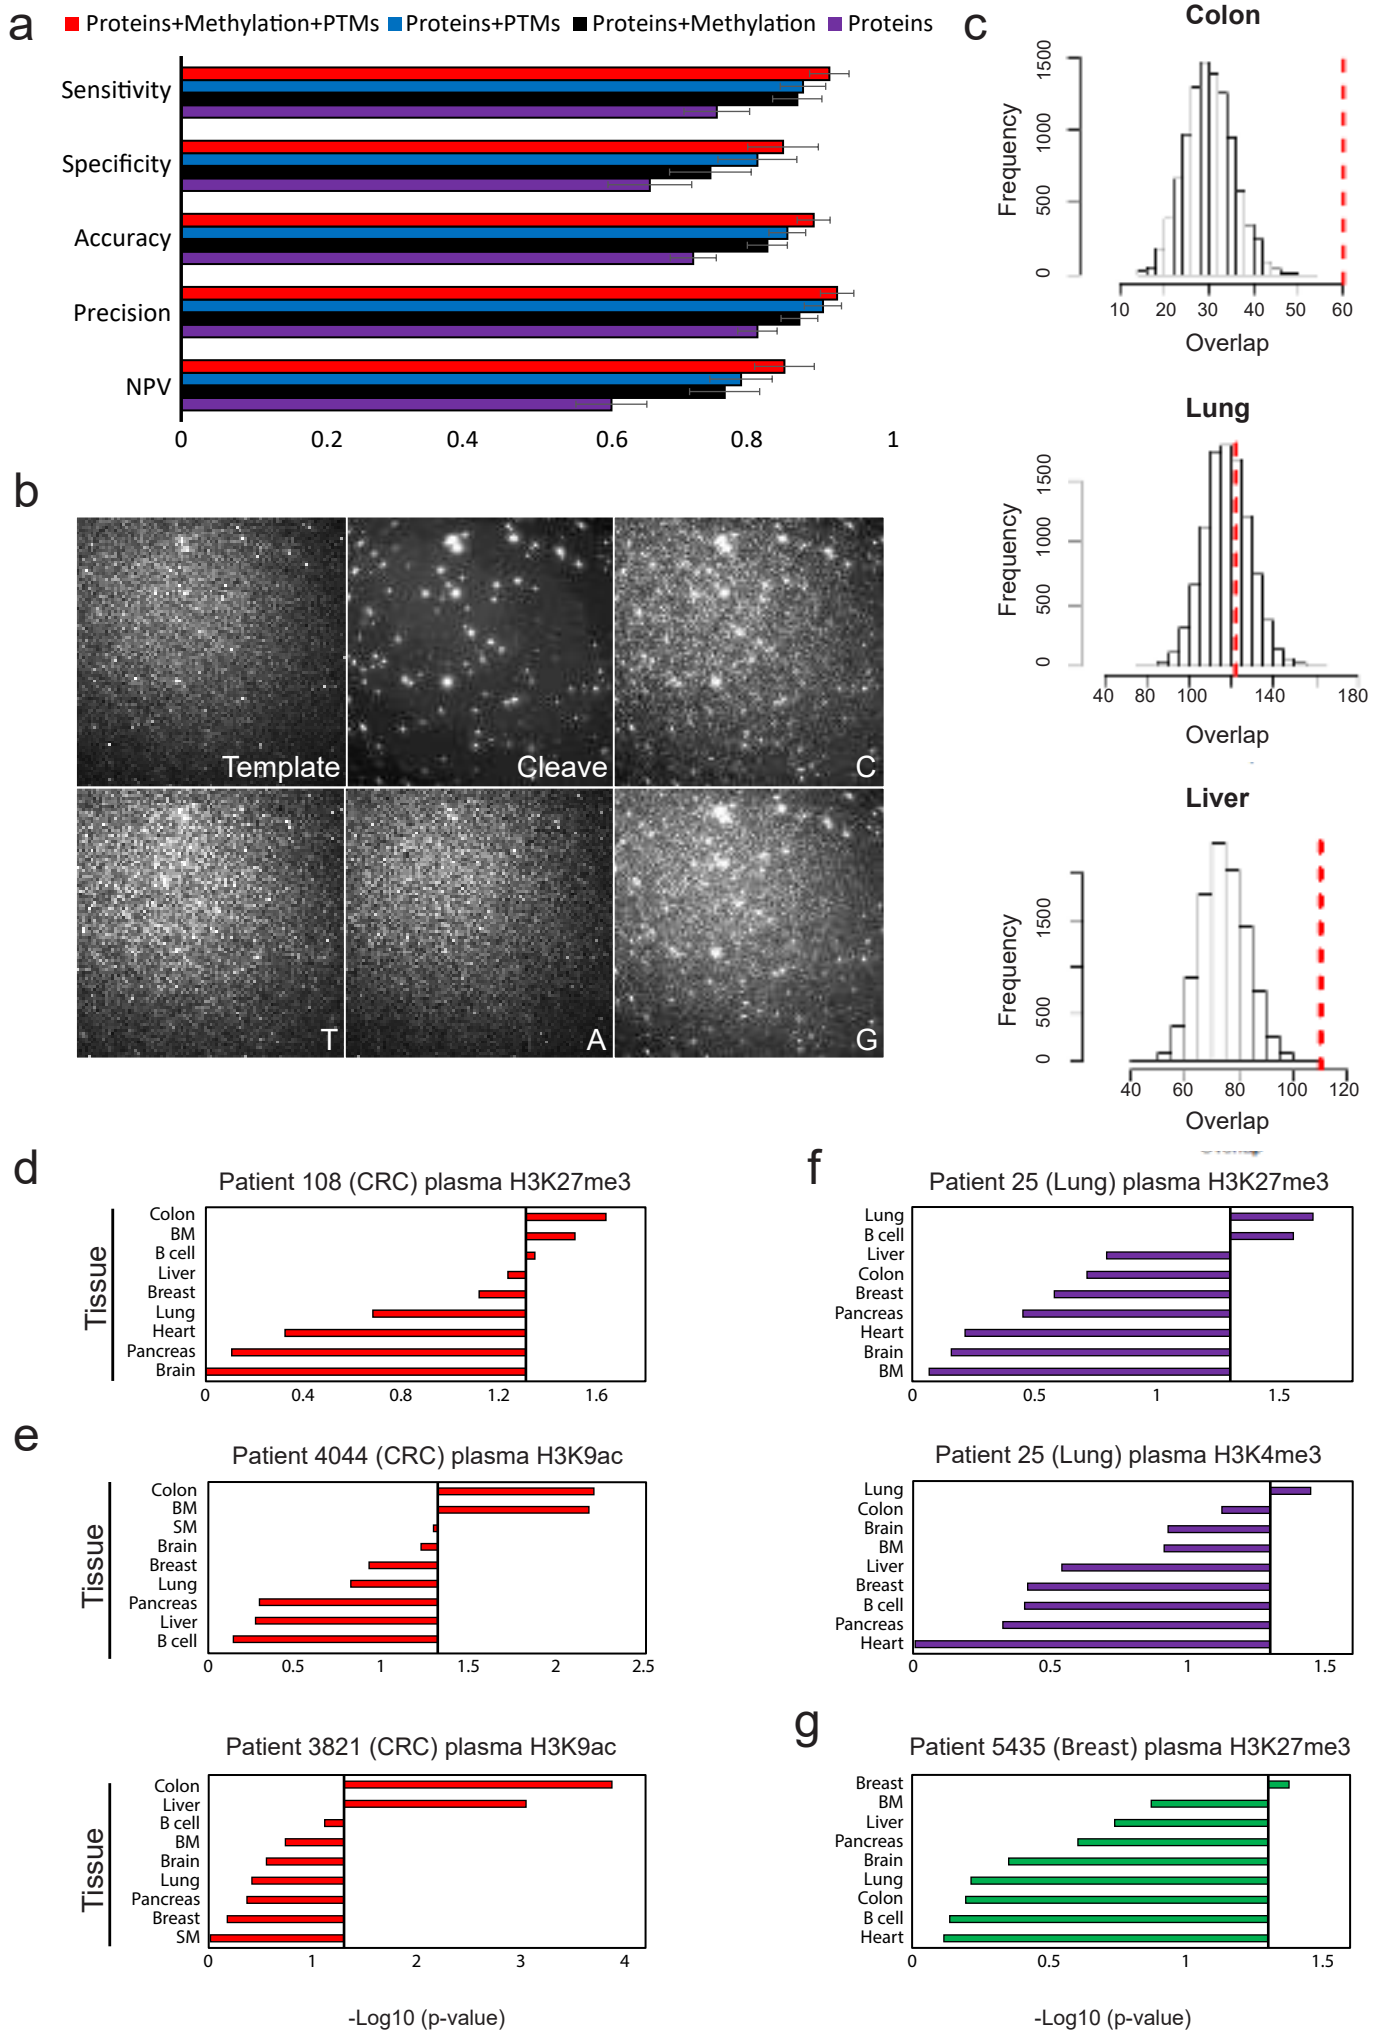 a
Proteins+Methylation+PTMs Proteins+PTMs Proteins+Methylation Proteins
Sensitivity
Specificity
Accuracy
Precision
NPV
0 0.2 0.4 0.6 0.8 1
b
Template
Cleave
C
T
A
G
c
Colon
Frequency
1500
1000
500
0
10 20 30 40 50 60
Overlap
Lung
Frequency
1500
1000
500
0
40 80 100 140 180
Overlap
Liver
Frequency
1500
500
0
40 60 80 100 120
Overlap
d
Patient 108 (CRC) plasma H3K27me3
Tissue
Colon
BM
B cell
Liver
Breast
Lung
Heart
Pancreas
Brain
0 0.4 0.8 1.2 1.6
e
Patient 4044 (CRC) plasma H3K9ac
Tissue
Colon
BM
SM
Brain
Breast
Lung
Pancreas
Liver
B cell
0 0.5 1 1.5 2 2.5
Patient 3821 (CRC) plasma H3K9ac
Tissue
Colon
Liver
B cell
BM
Brain
Lung
Pancreas
Breast
SM
0 1 2 3 4
-Log10 (p-value)
f
Patient 25 (Lung) plasma H3K27me3
Lung
B cell
Liver
Colon
Breast
Pancreas
Heart
Brain
BM
0 0.5 1 1.5
Patient 25 (Lung) plasma H3K4me3
Lung
Colon
Brain
BM
Liver
Breast
B cell
Pancreas
Heart
0 0.5 1 1.5
g
Patient 5435 (Breast) plasma H3K27me3
Breast
BM
Liver
Pancreas
Brain
Lung
Colon
B cell
Heart
0 0.5 1 1.5
-Log10 (p-value)